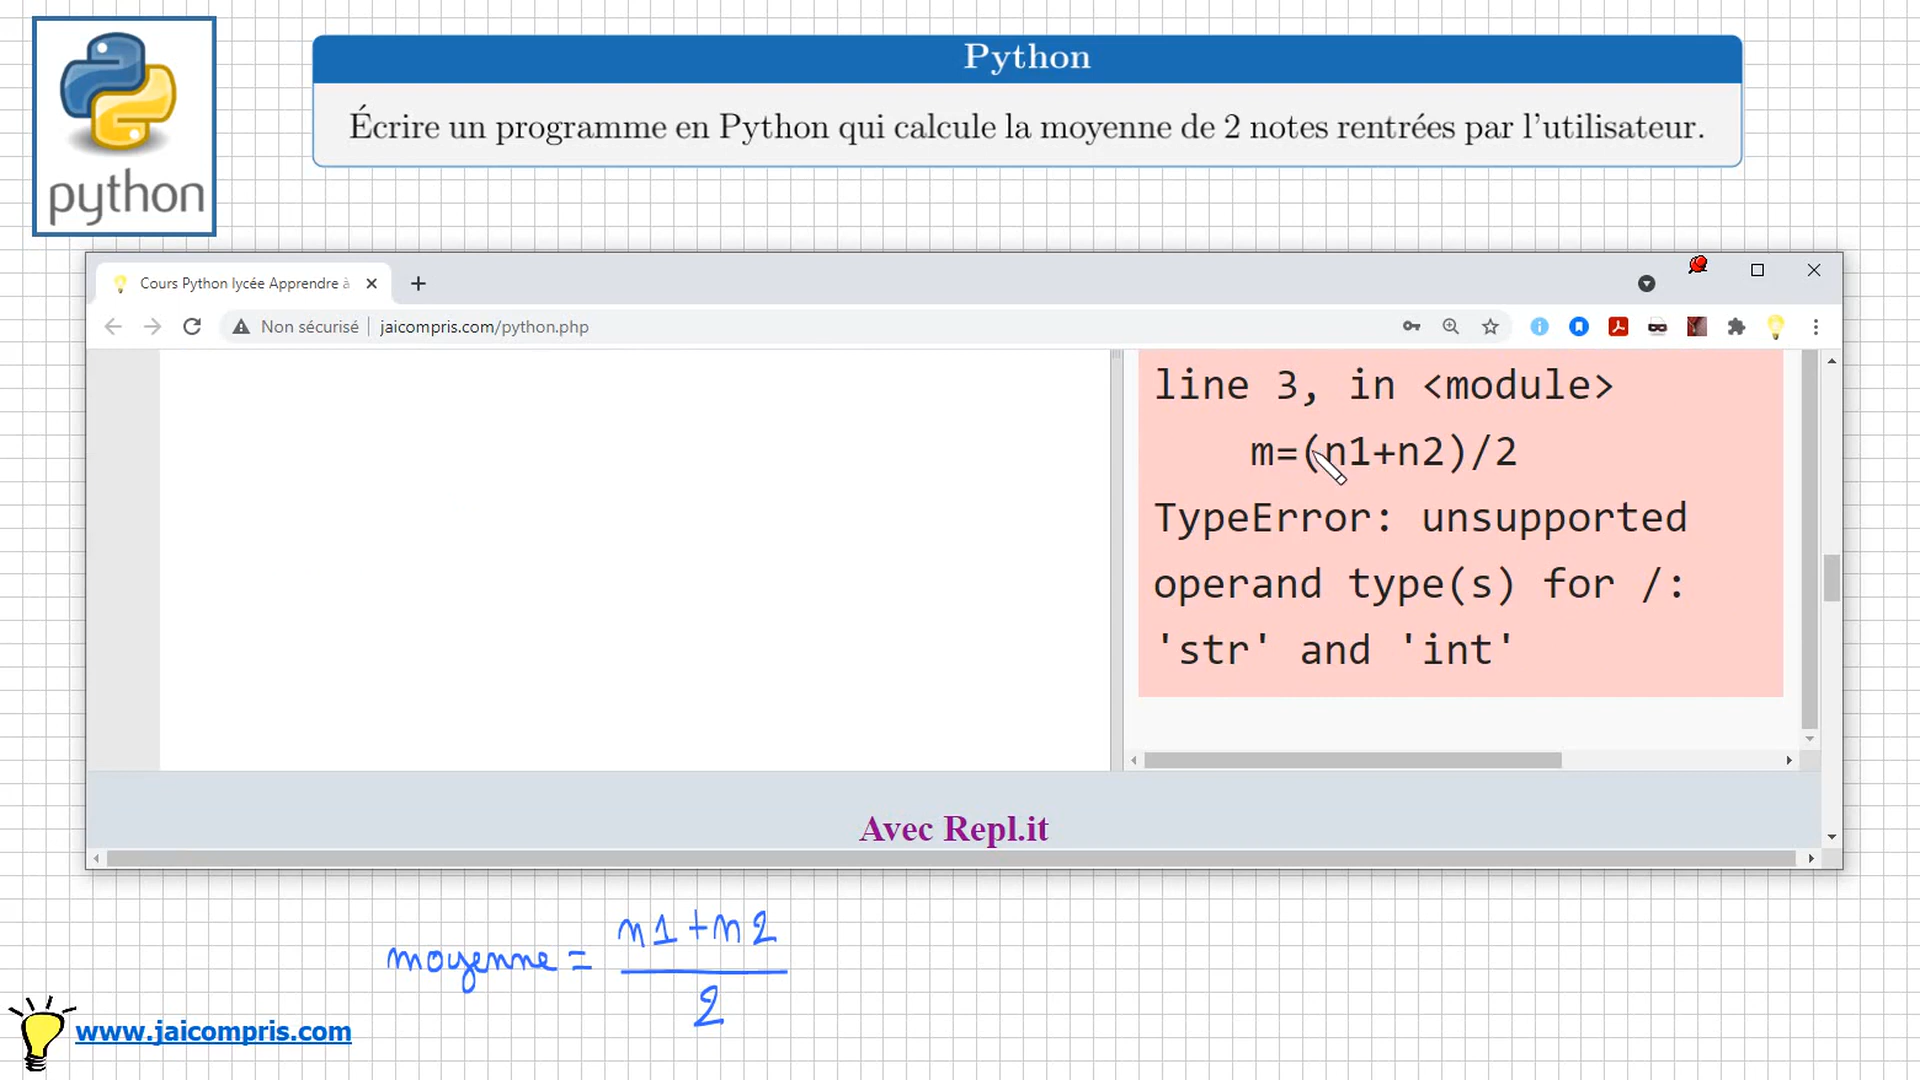 Python
Écrire un programme en Python qui calcule la moyenne de 2 notes rentrées par l'utilisateur.
python
Cours Python lycée Apprendre à
Non sécurisé
jaicompris.com/python.php
line 3, in <module>
m=(n1+n2)/2
TypeError: unsupported
operand type(s) for /:
'str' and 'int'
Avec Repl.it
moyenne = n1+n2
2
www.jaicompris.com